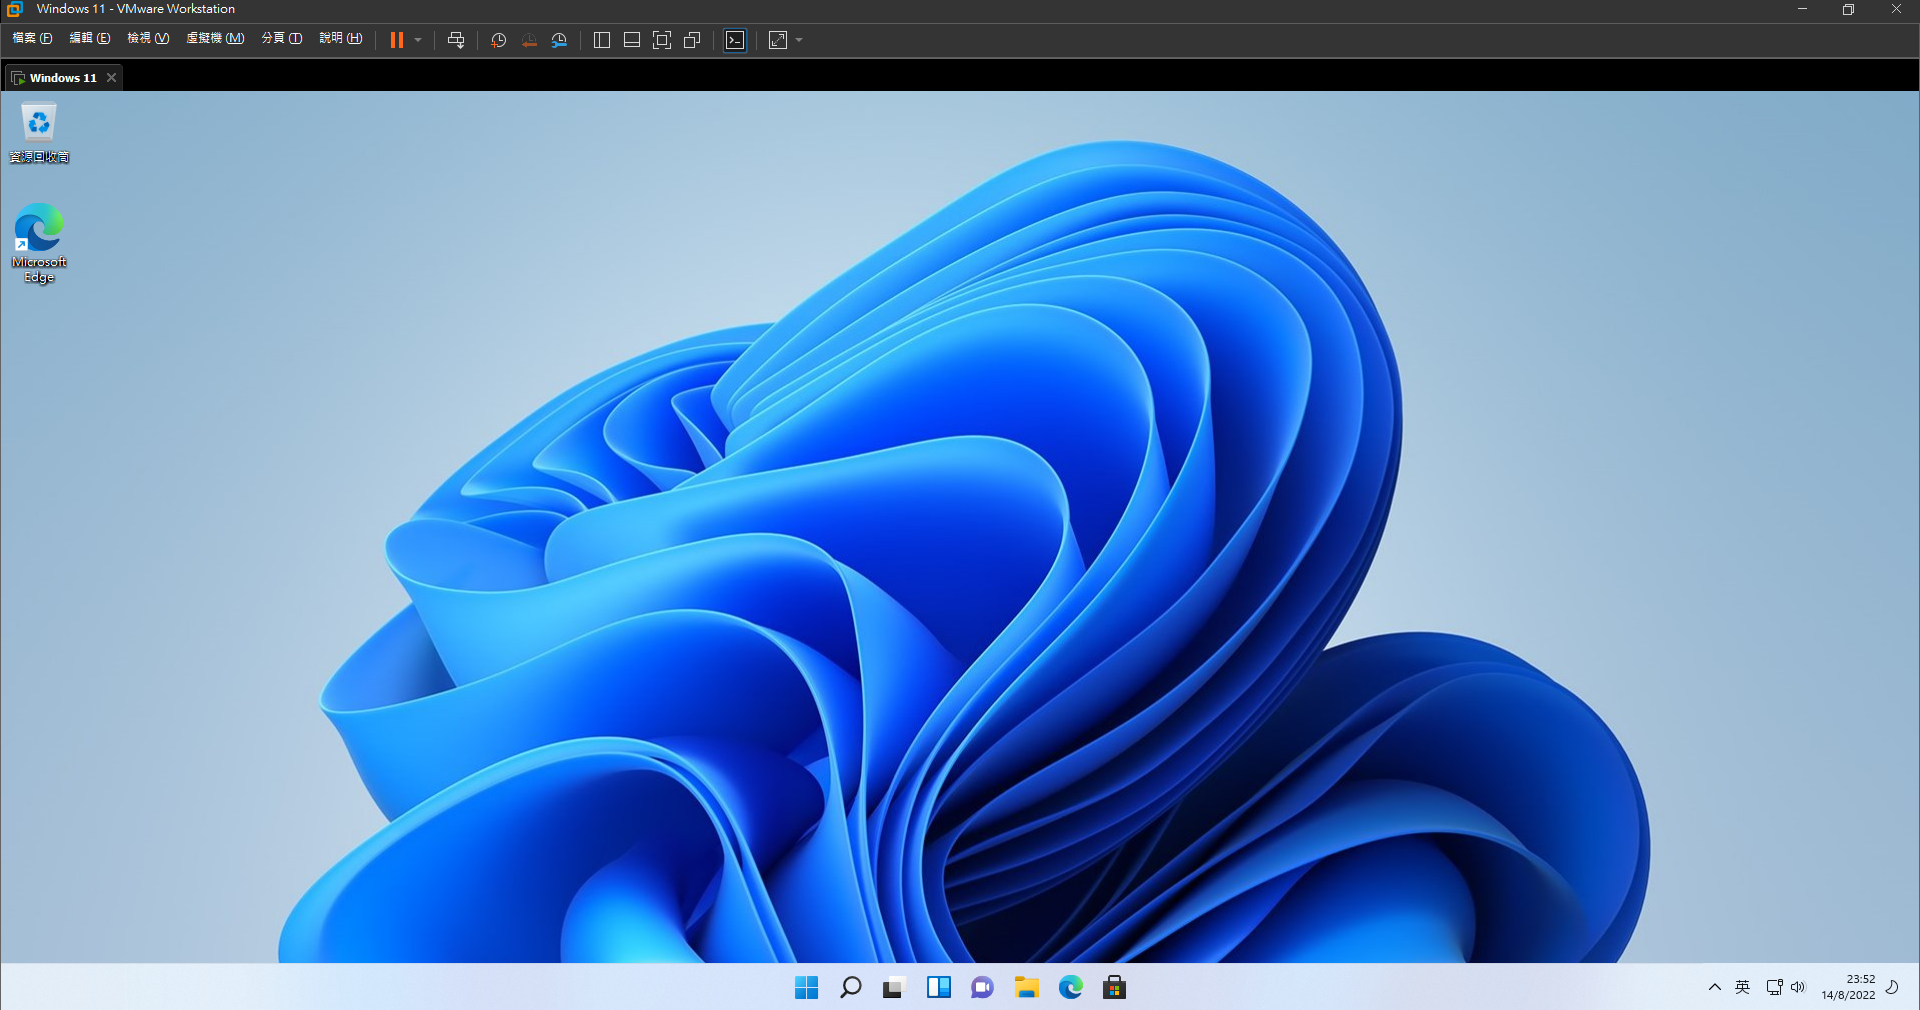 Windows 11 - VMware Workstation
檔案 (F) 編輯 (E) 檢視 (V) 虛擬機 (M) 分頁 (T) 說明 (H)
Windows 11
資源回收筒
Microsoft
Edge
英
23:52
14/8/2022